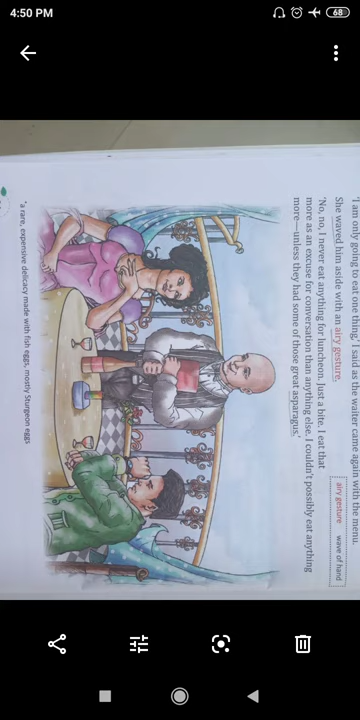 4:50 PM
68
"I am only going to eat one thing," I said as the waiter came again with the menu.
She waved him aside with an airy gesture.
airy gesture wave of hand
"No, no, I never eat anything for luncheon. Just a bite. I eat that
more as an excuse for conversation than anything else. I couldn't possibly eat anything
more—unless they had some of those great asparagus."
*a rare, expensive delicacy made with fish eggs, mostly Sturgeon eggs